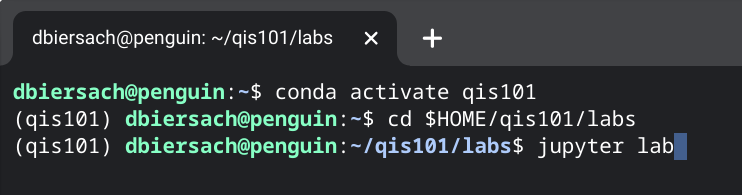 dbiersach@penguin: ~/qis101/labs
dbiersach@penguin:~$ conda activate qis101
(qis101) dbiersach@penguin:~$ cd $HOME/qis101/labs
(qis101) dbiersach@penguin:~/qis101/labs$ jupyter lab